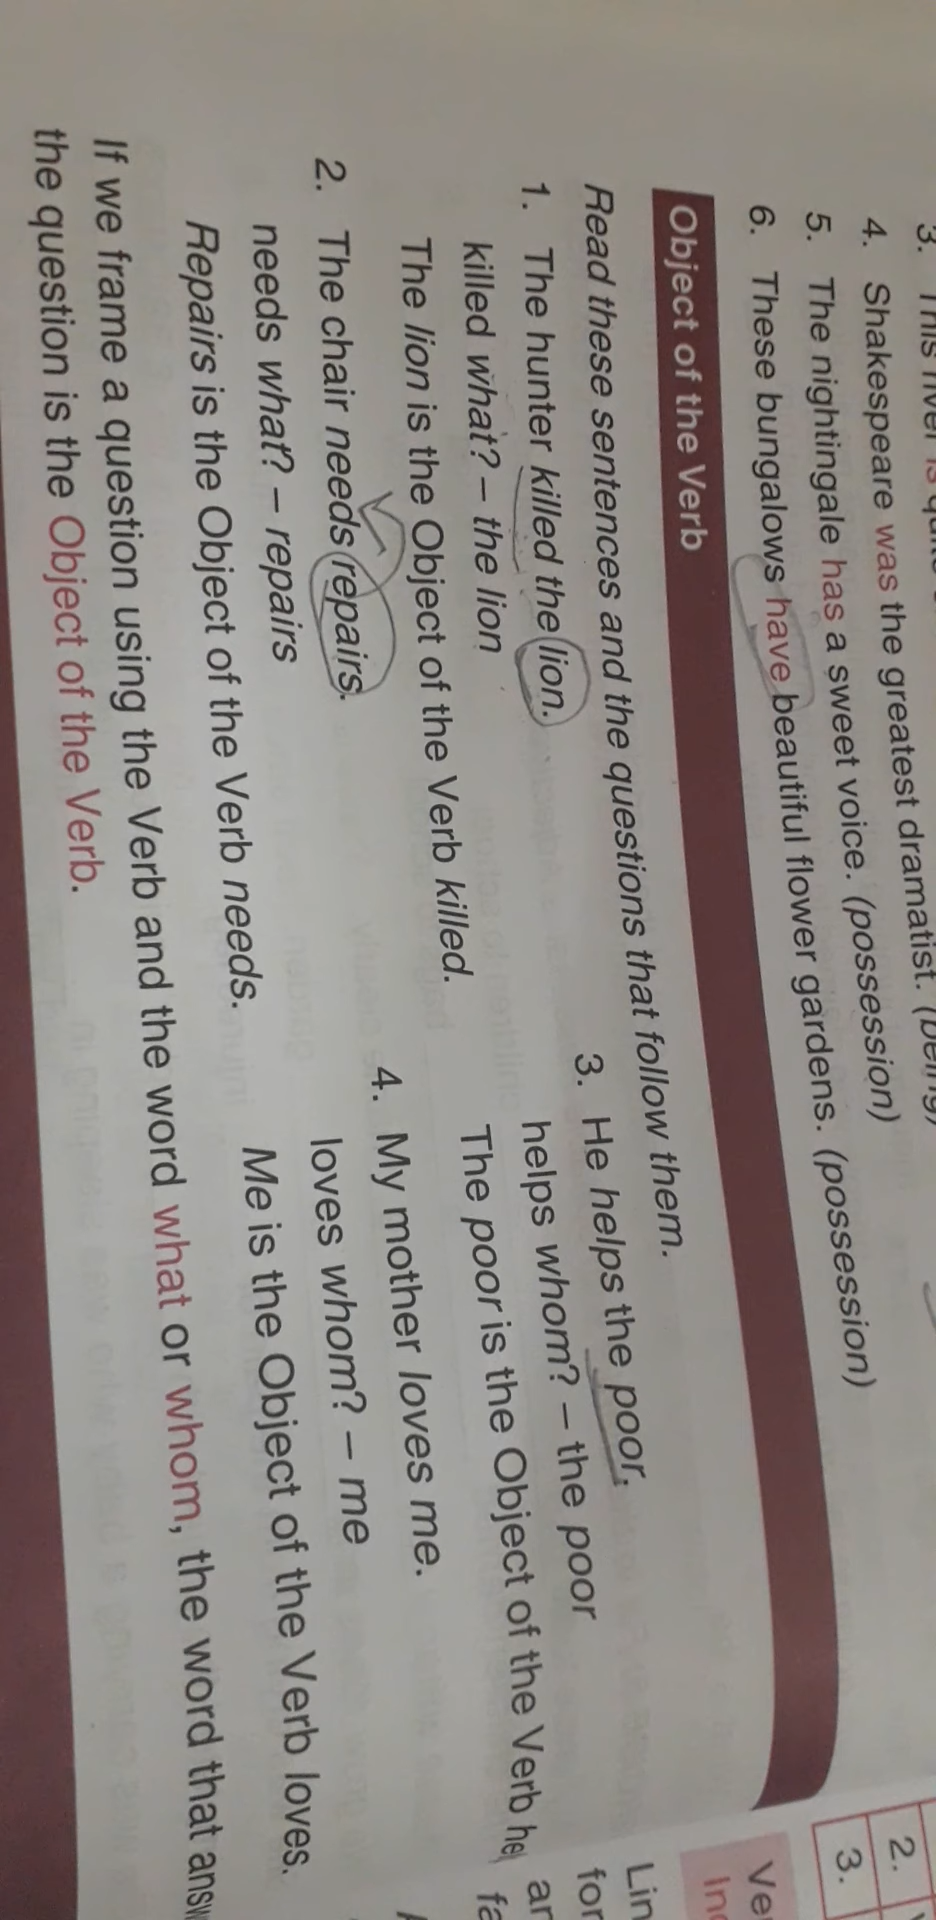 4. Shakespeare was the greatest dramatist.
5. The nightingale has a sweet voice. (possession)
6. These bungalows have beautiful flower gardens. (possession)
Object of the Verb
Read these sentences and the questions that follow them.
1. The hunter killed the lion.
killed what? – the lion
The lion is the Object of the Verb killed.
2. The chair needs repairs.
needs what? – repairs
Repairs is the Object of the Verb needs.
3. He helps the poor.
helps whom? – the poor
The poor is the Object of the Verb
4. My mother loves me.
loves whom? – me
Me is the Object of the Verb loves.
If we frame a question using the Verb and the word what or whom, the word that
the question is the Object of the Verb.
2.
3.